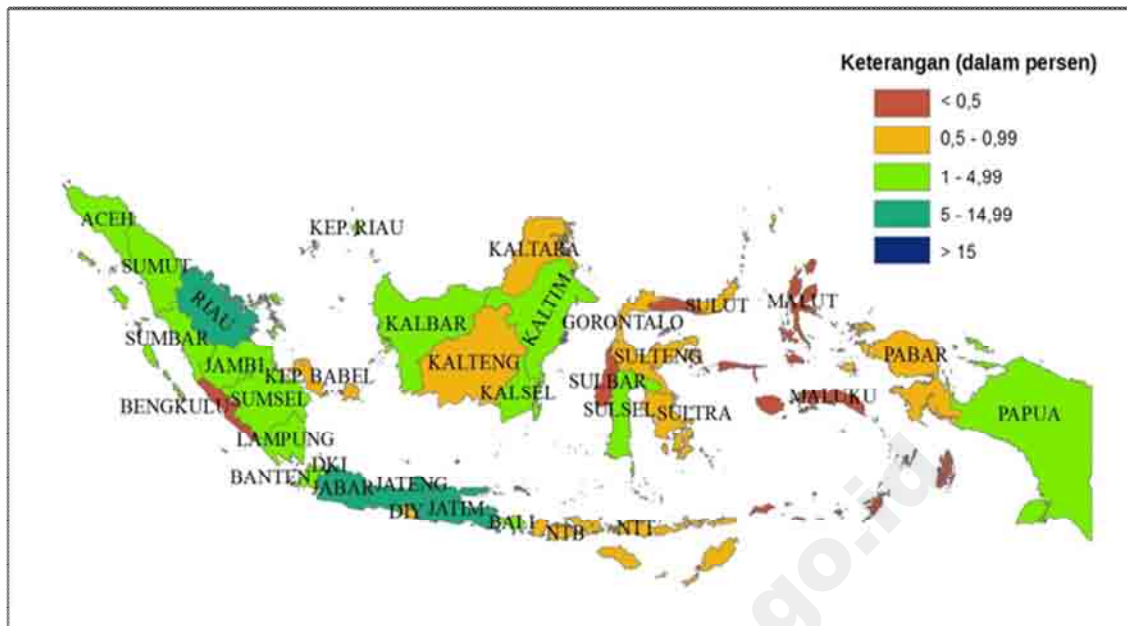 Keterangan (dalam persen)
< 0,5
0,5 - 0,99
1 - 4,99
5 - 14,99
> 15
ACEH
KEP. RIAU
KALTARA
SUMUT
RIAU
KALTIM
SULUT
MALUT
KALBAR
GORONTALO
SUMBAR
JAMBI
KALTENG
SULTENG
PABAR
KEP. BABEL
SULBAR
KALSEL
BENGKULU
SUMSEL
SULSEL
SULTRA
MALUKU
PAPUA
LAMPUNG
BANTEN
DKI
JABAR
JATENG
DIY
JATIM
BALI
NTB
NTT
go.id